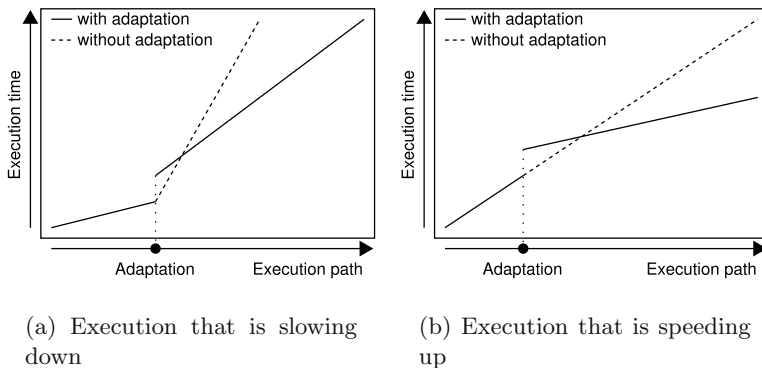 with adaptation
without adaptation
Execution time
Adaptation
Execution path
(a) Execution that is slowing
down
with adaptation
without adaptation
Execution time
Adaptation
Execution path
(b) Execution that is speeding
up